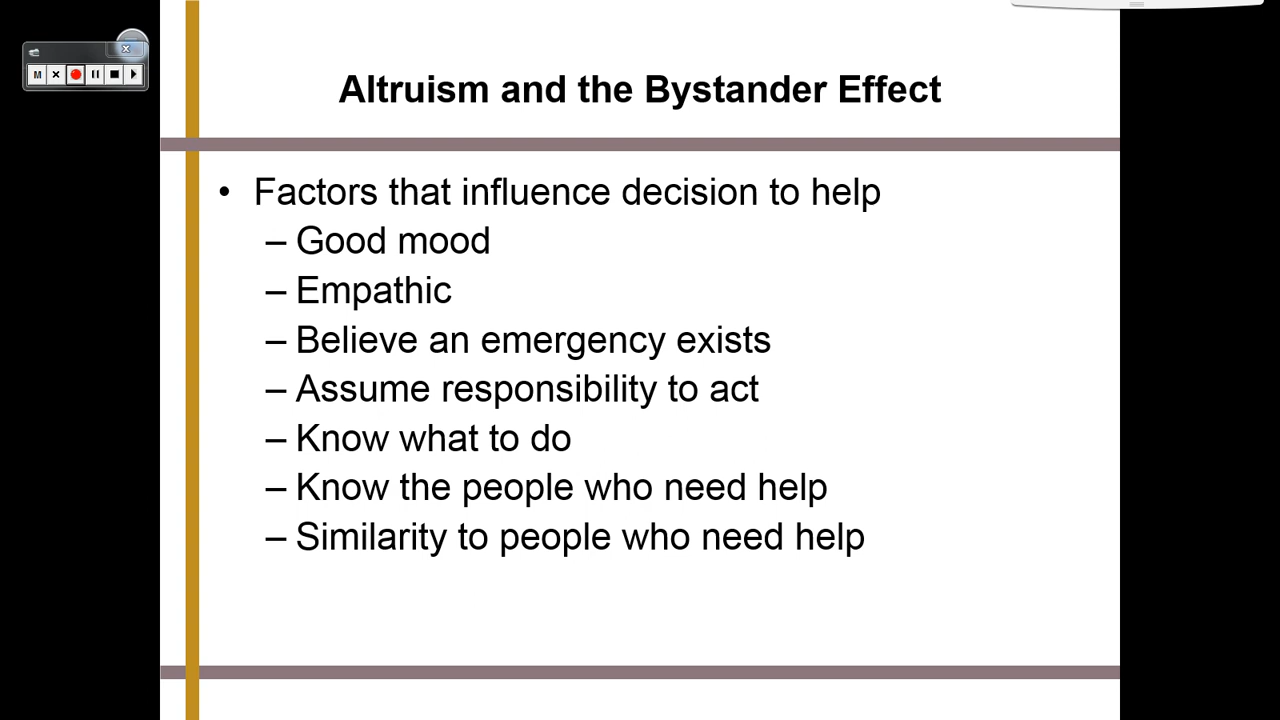 M
Altruism and the Bystander Effect
• Factors that influence decision to help
– Good mood
– Empathic
– Believe an emergency exists
– Assume responsibility to act
– Know what to do
– Know the people who need help
– Similarity to people who need help